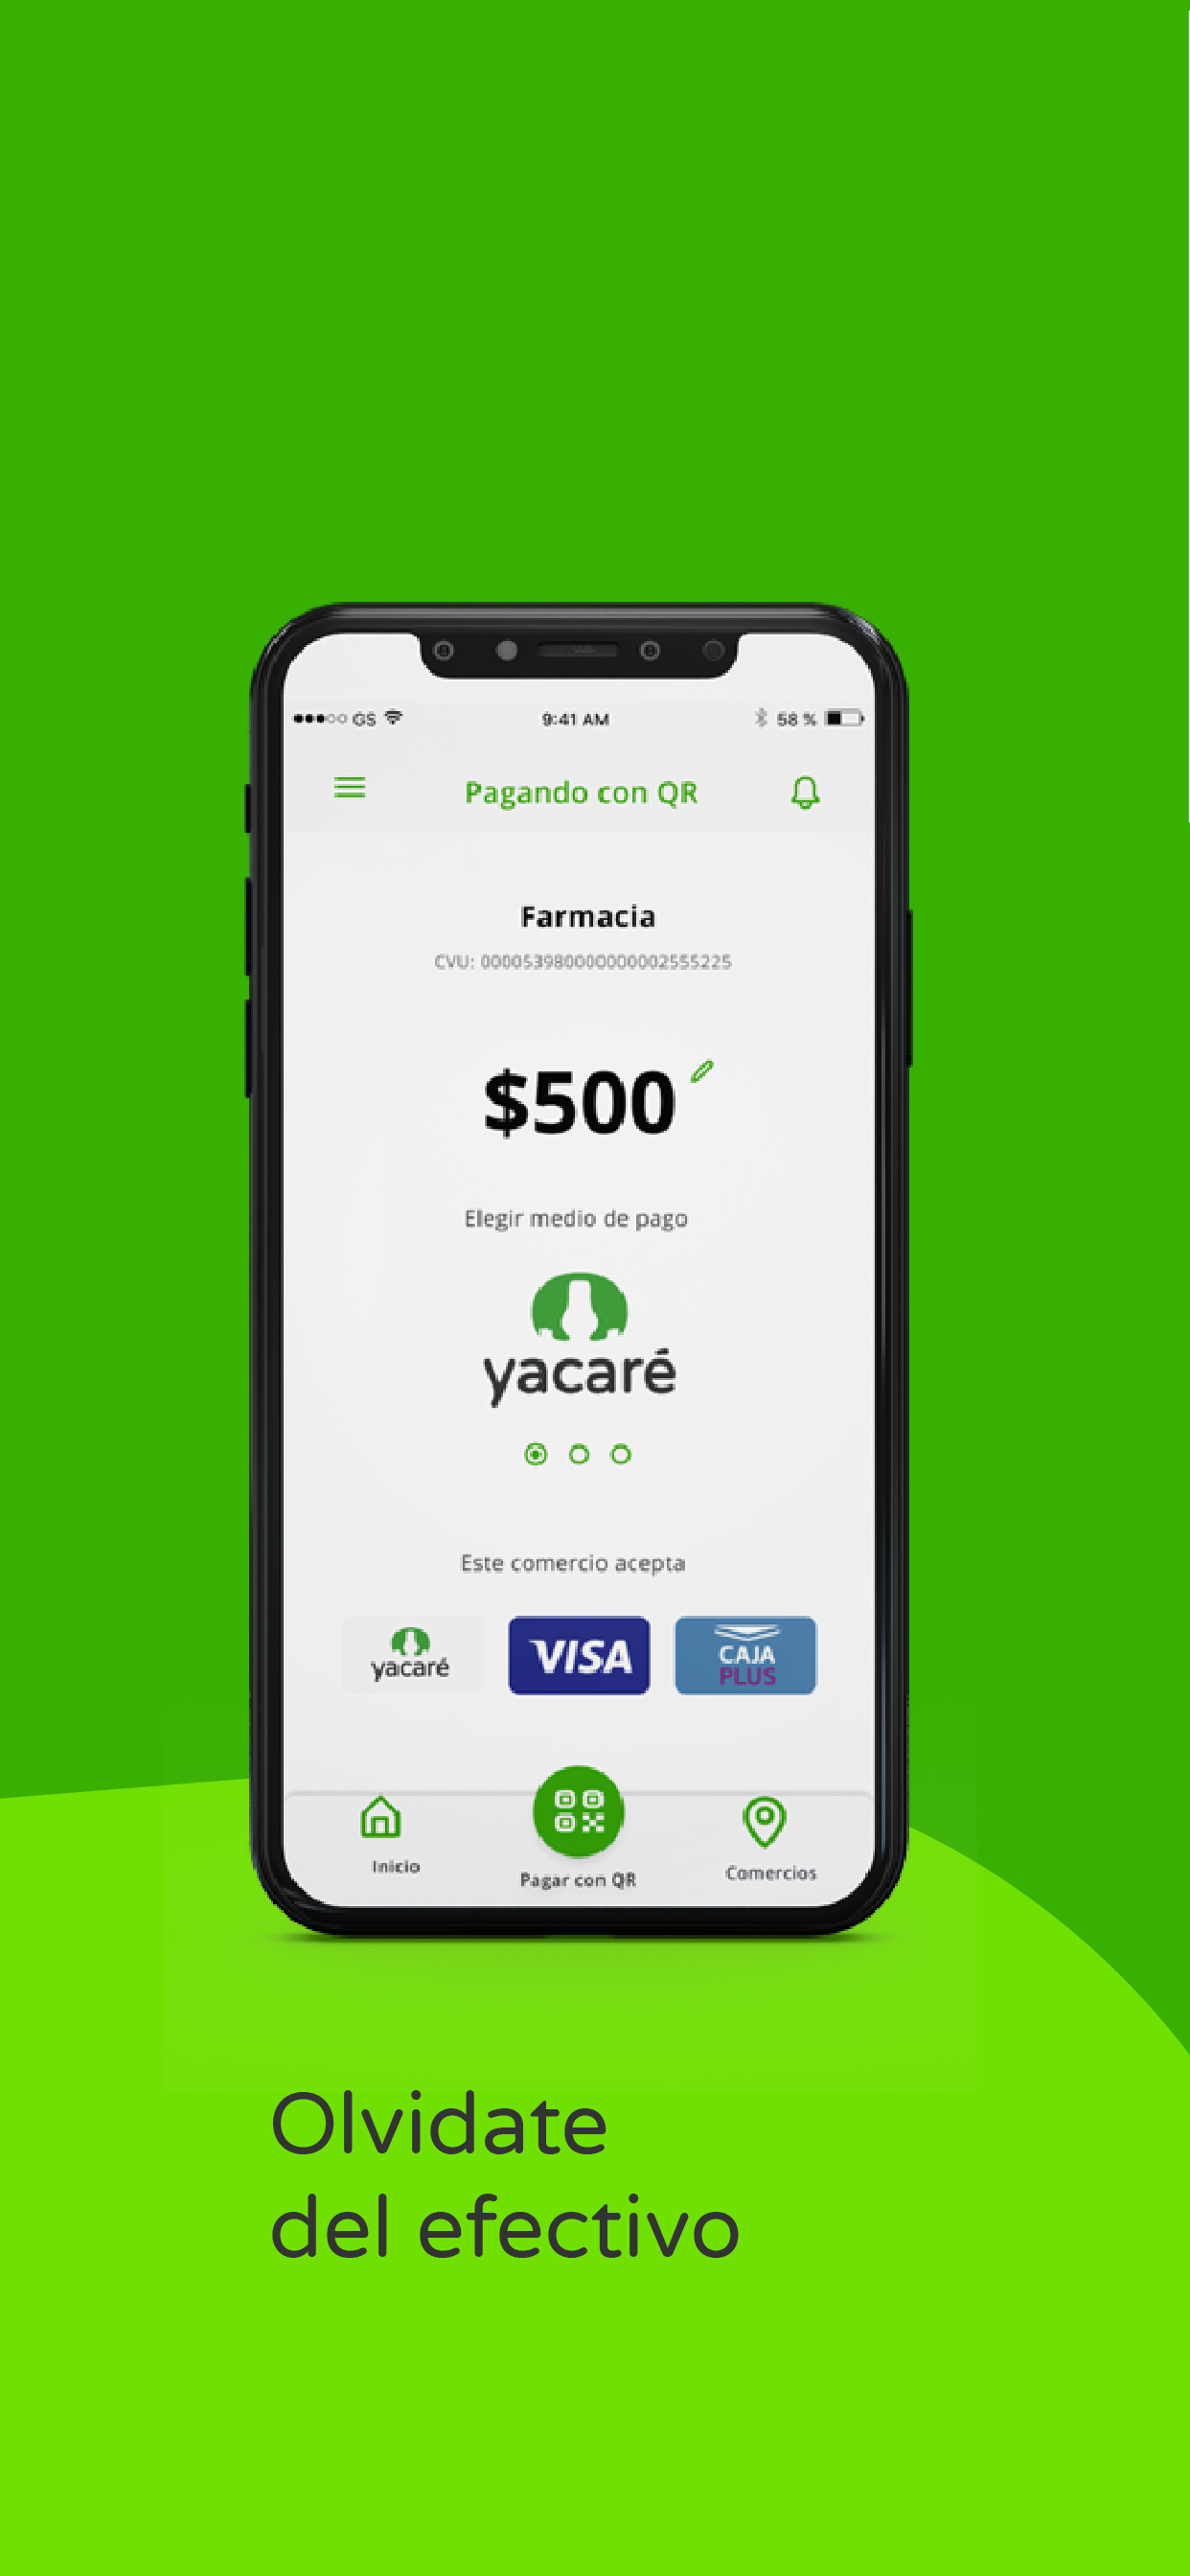 GS 9:41 AM 58 %
Pagando con QR
Farmacia
CVU: 0000539800000000002555225
$500
Elegir medio de pago
yacaré
Este comercio acepta
yacaré VISA CAJA PLUS
Inicio Pagar con QR Comercios
Olvidate
del efectivo